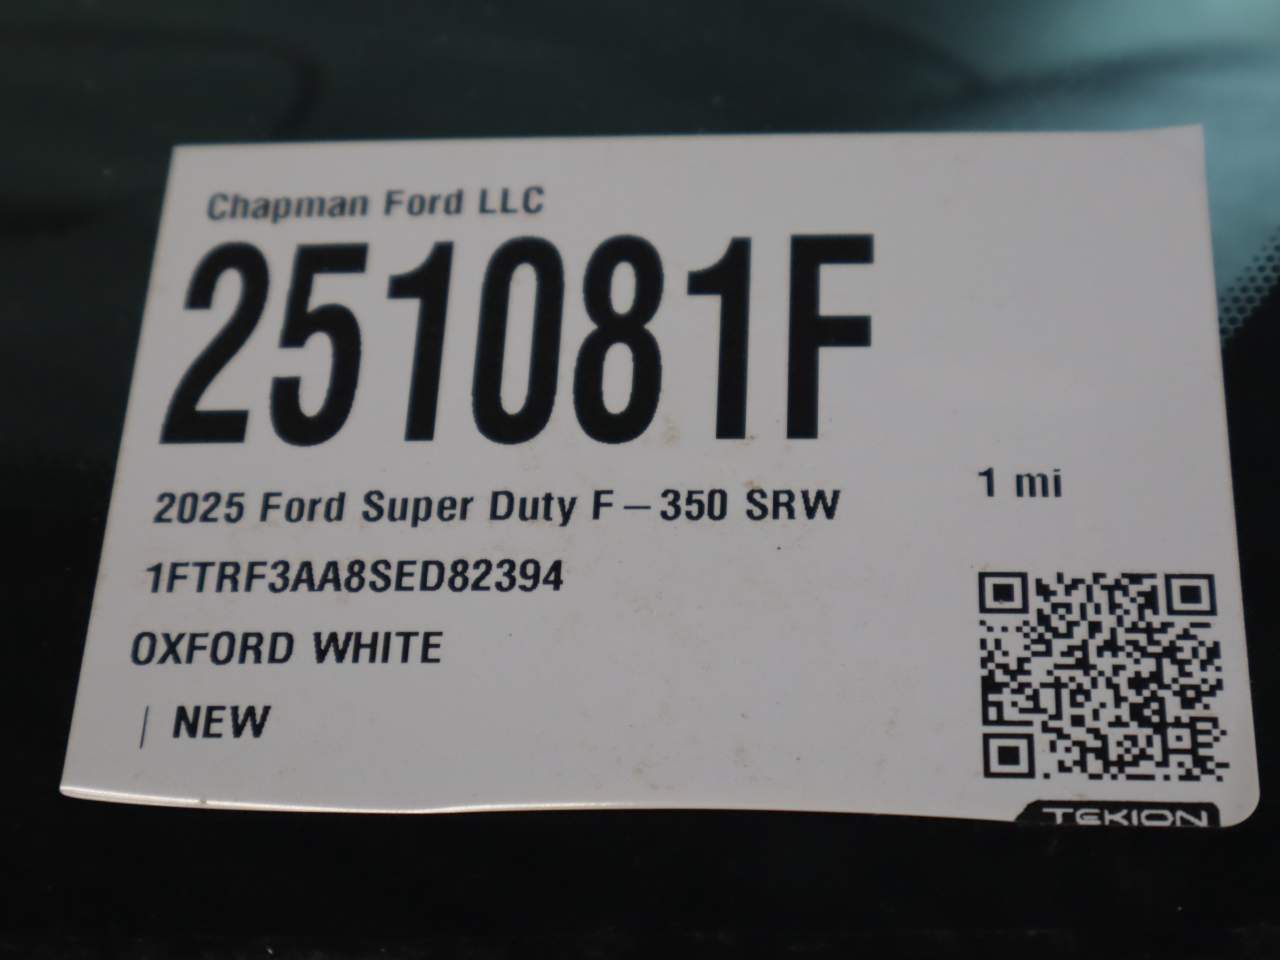 Chapman Ford LLC
251081F
2025 Ford Super Duty F-350 SRW
1 mi
1FTRF3AA8SED82394
OXFORD WHITE
| NEW
TEKION